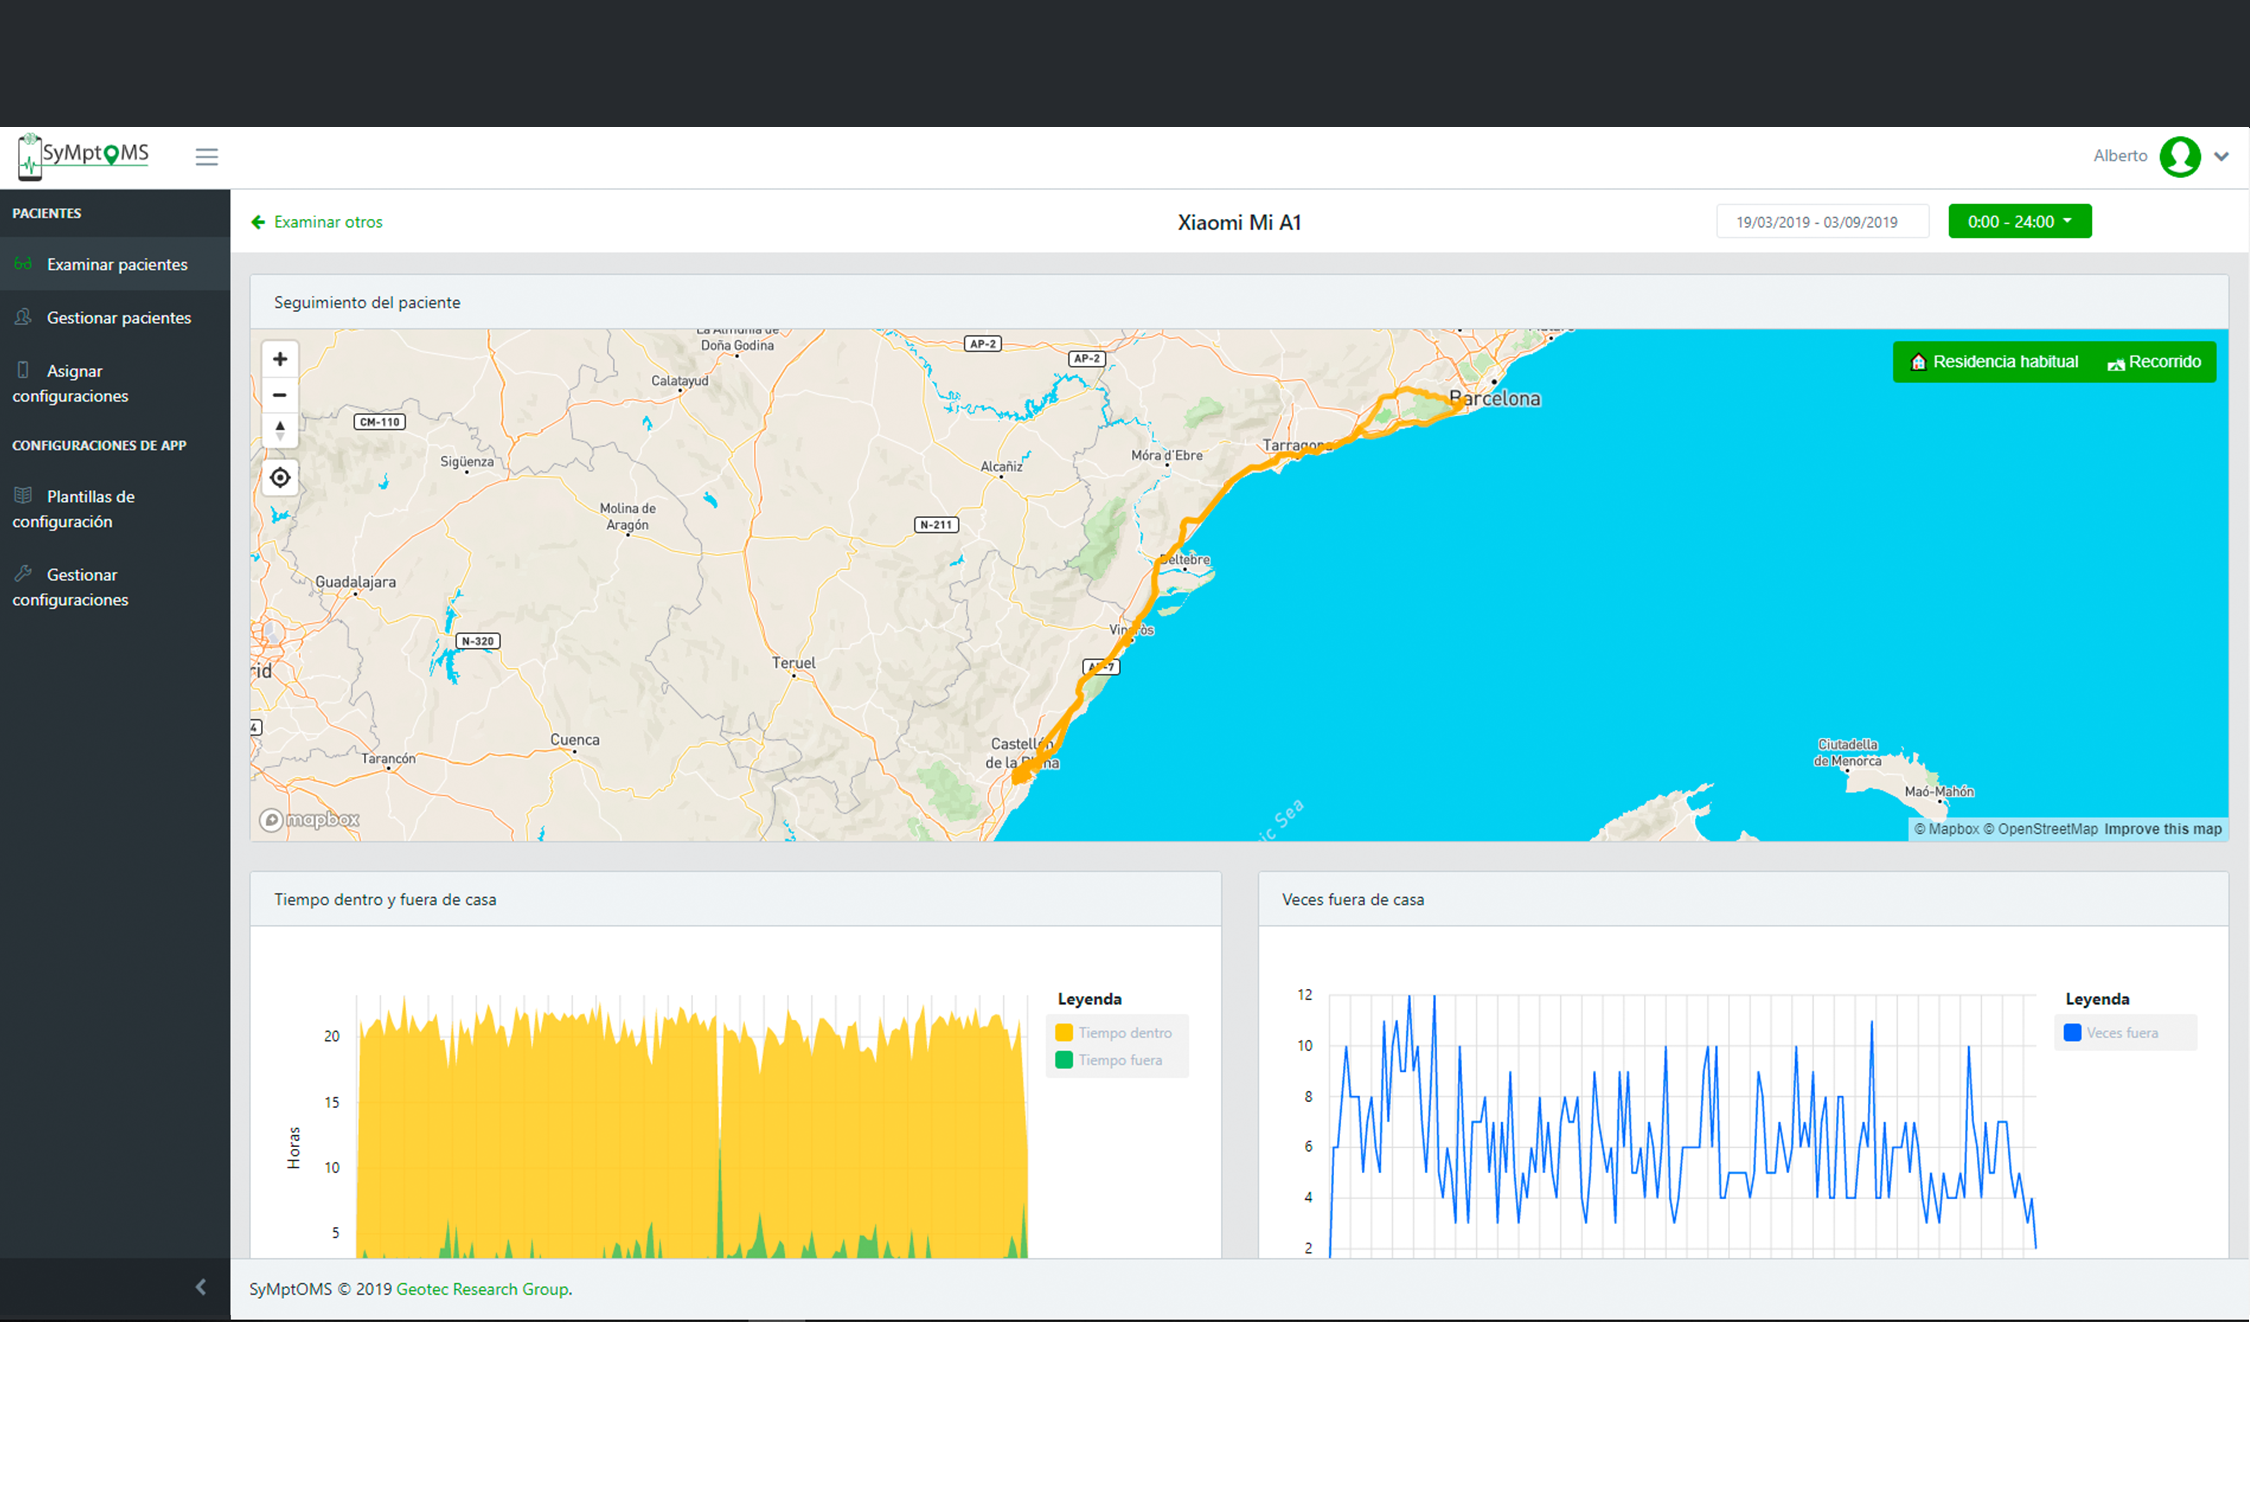 SyMptOMS
Alberto
PACIENTES
Examinar pacientes
Gestionar pacientes
Asignar
configuraciones
CONFIGURACIONES DE APP
Plantillas de
configuración
Gestionar
configuraciones
Examinar otros
Xiaomi Mi A1
19/03/2019 - 03/09/2019
0:00 - 24:00
Seguimiento del paciente
Residencia habitual
Recorrido
La Almunia de
Doña Godina
AP-2
AP-2
Calatayud
CM-110
Barcelona
Sigüenza
Alcañiz
Móra d'Ebre
Tarragona
Molina de
Aragón
N-211
Deltebre
Guadalajara
Vinaròs
N-320
rid
Teruel
AP-7
4
Cuenca
Tarancón
Castellón
de la Plana
Ciutadella
de Menorca
Maó-Mahón
ic Sea
mapbox
© Mapbox © OpenStreetMap Improve this map
Tiempo dentro y fuera de casa
Horas
20
15
10
5
Leyenda
Tiempo dentro
Tiempo fuera
Veces fuera de casa
12
10
8
6
4
2
Leyenda
Veces fuera
SyMptOMS © 2019 Geotec Research Group.